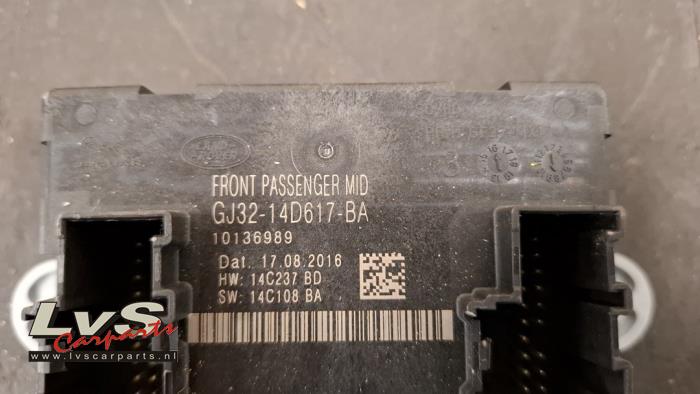 FRONT PASSENGER MID
GJ32-14D617-BA
10136989
Dat. 17.08.2016
HW: 14C237 BD
SW: 14C108 BA
LvS
Carparts
www.lvscarparts.nl